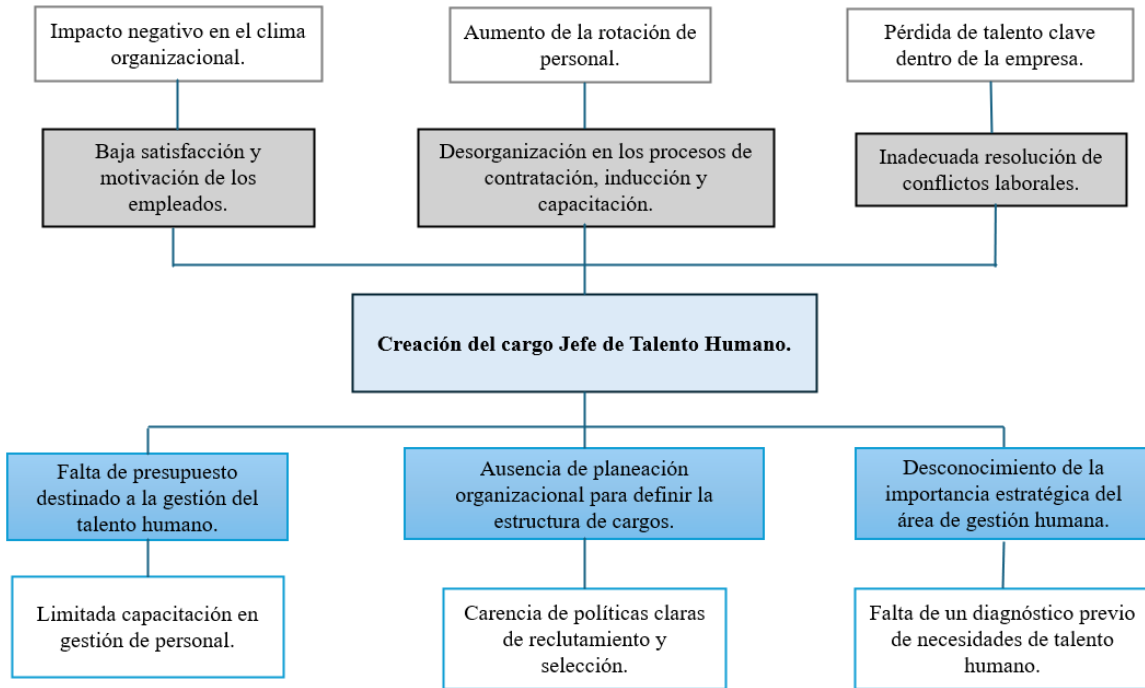 Impacto negativo en el clima
organizacional.
Aumento de la rotación de
personal.
Pérdida de talento clave
dentro de la empresa.
Baja satisfacción y
motivación de los
empleados.
Desorganización en los procesos de
contratación, inducción y
capacitación.
Inadecuada resolución de
conflictos laborales.
Creación del cargo Jefe de Talento Humano.
Falta de presupuesto
destinado a la gestión del
talento humano.
Ausencia de planeación
organizacional para definir la
estructura de cargos.
Desconocimiento de la
importancia estratégica del
área de gestión humana.
Limitada capacitación en
gestión de personal.
Carencia de políticas claras
de reclutamiento y
selección.
Falta de un diagnóstico previo
de necesidades de talento
humano.